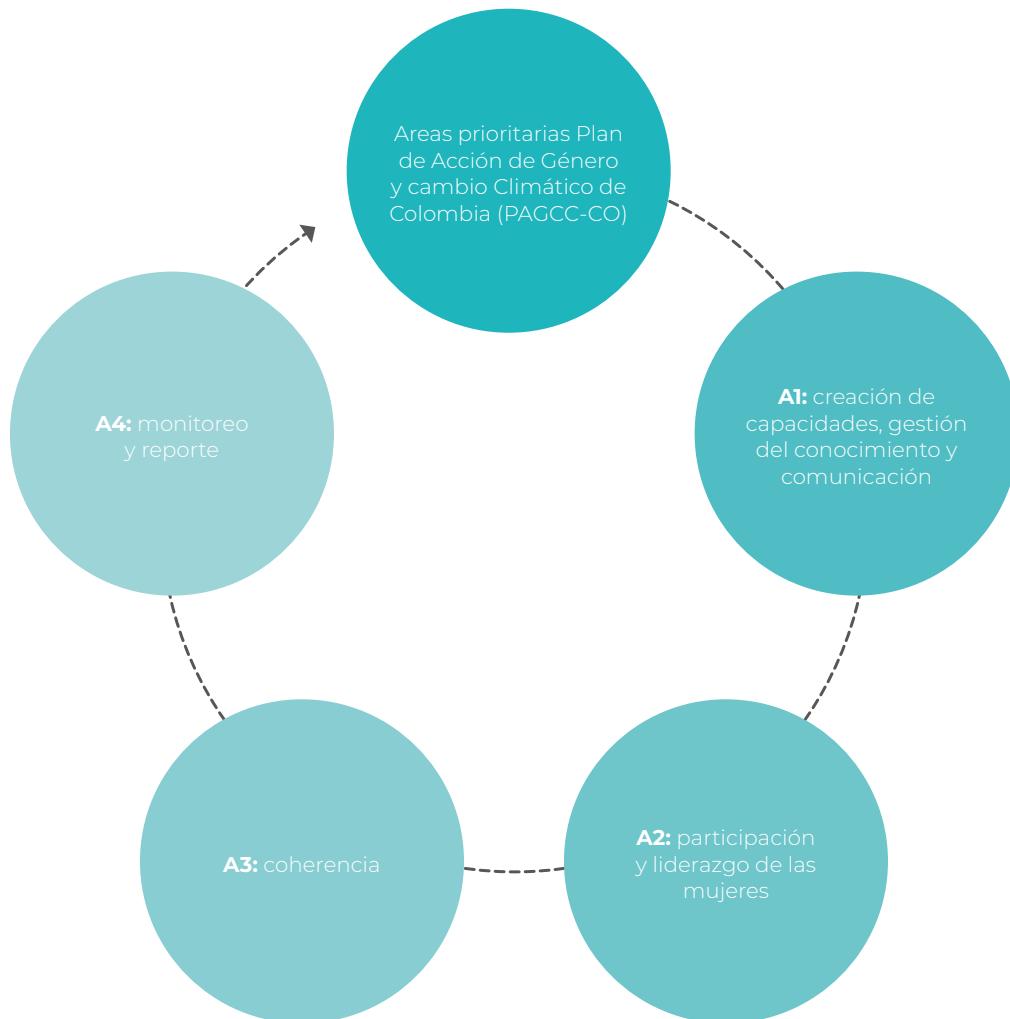 Areas prioritarias Plan
de Acción de Género
y cambio Climático de
Colombia (PAGCC-CO)
A1: creación de
capacidades, gestión
del conocimiento y
comunicación
A2: participación
y liderazgo de las
mujeres
A3: coherencia
A4: monitoreo
y reporte